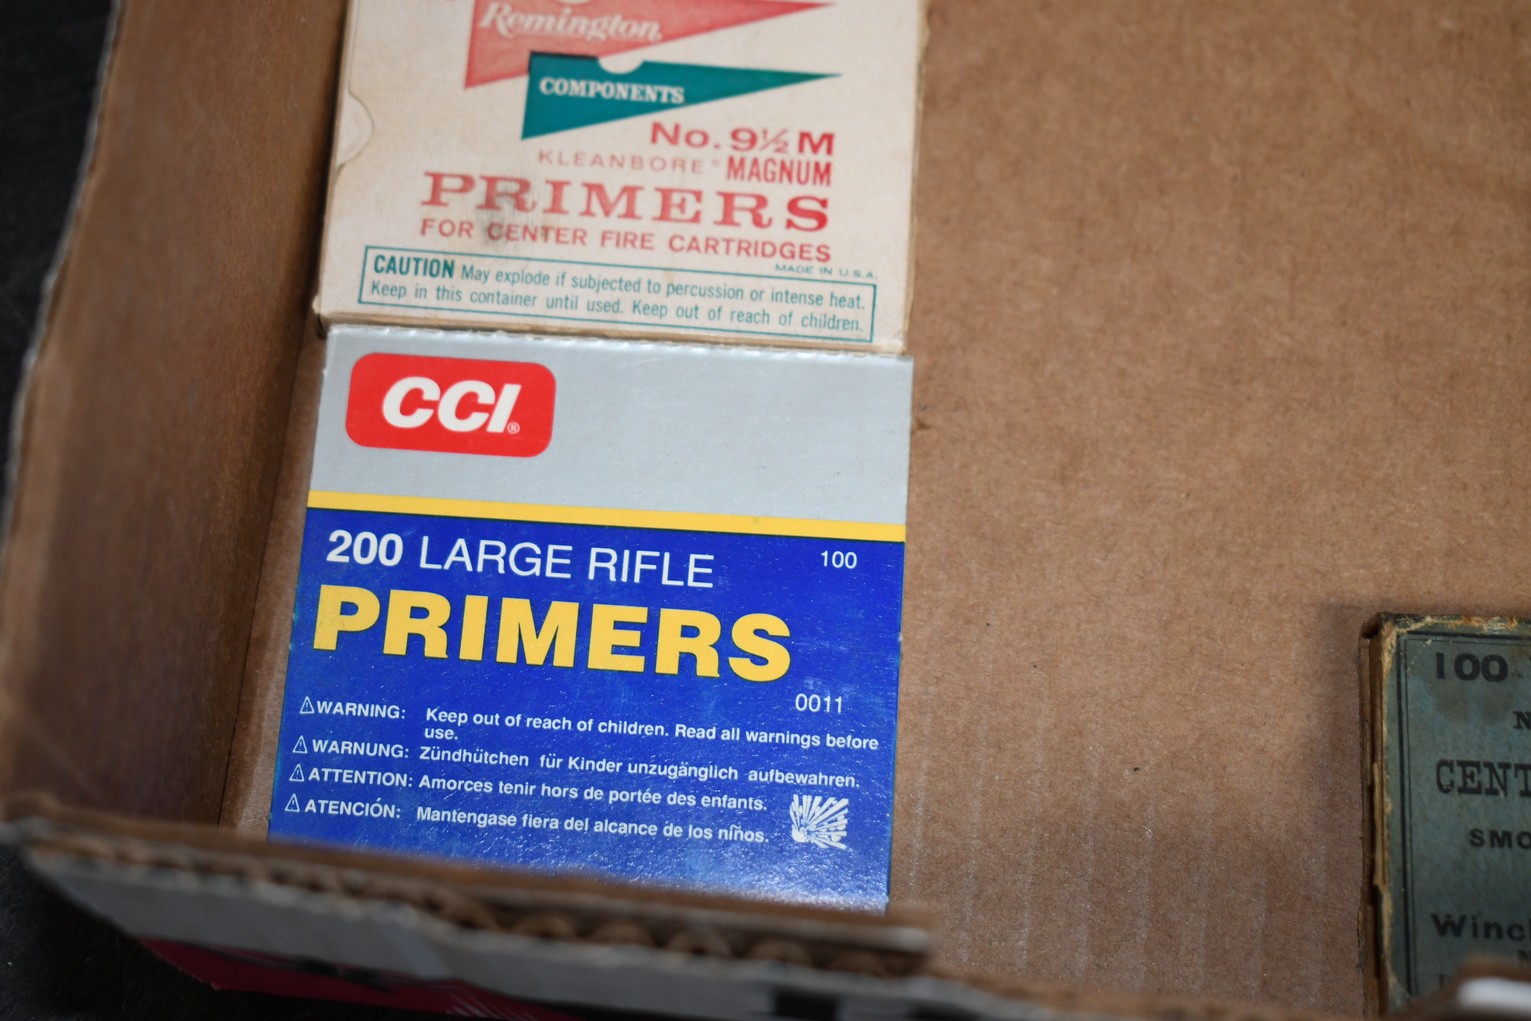 Remington
COMPONENTS
No. 9½ M
KLEANBORE® MAGNUM
PRIMERS
FOR CENTER FIRE CARTRIDGES
MADE IN U.S.A.
CAUTION May explode if subjected to percussion or intense heat.
Keep in this container until used. Keep out of reach of children.
CCI®
200 LARGE RIFLE 100
PRIMERS
0011
⚠WARNING: Keep out of reach of children. Read all warnings before
use.
⚠WARNUNG: Zündhütchen für Kinder unzugänglich aufbewahren.
⚠ATTENTION: Amorces tenir hors de portée des enfants.
⚠ATENCIÓN: Mantengase fiera del alcance de los niños.
100
N
CENT
SMO
Winc